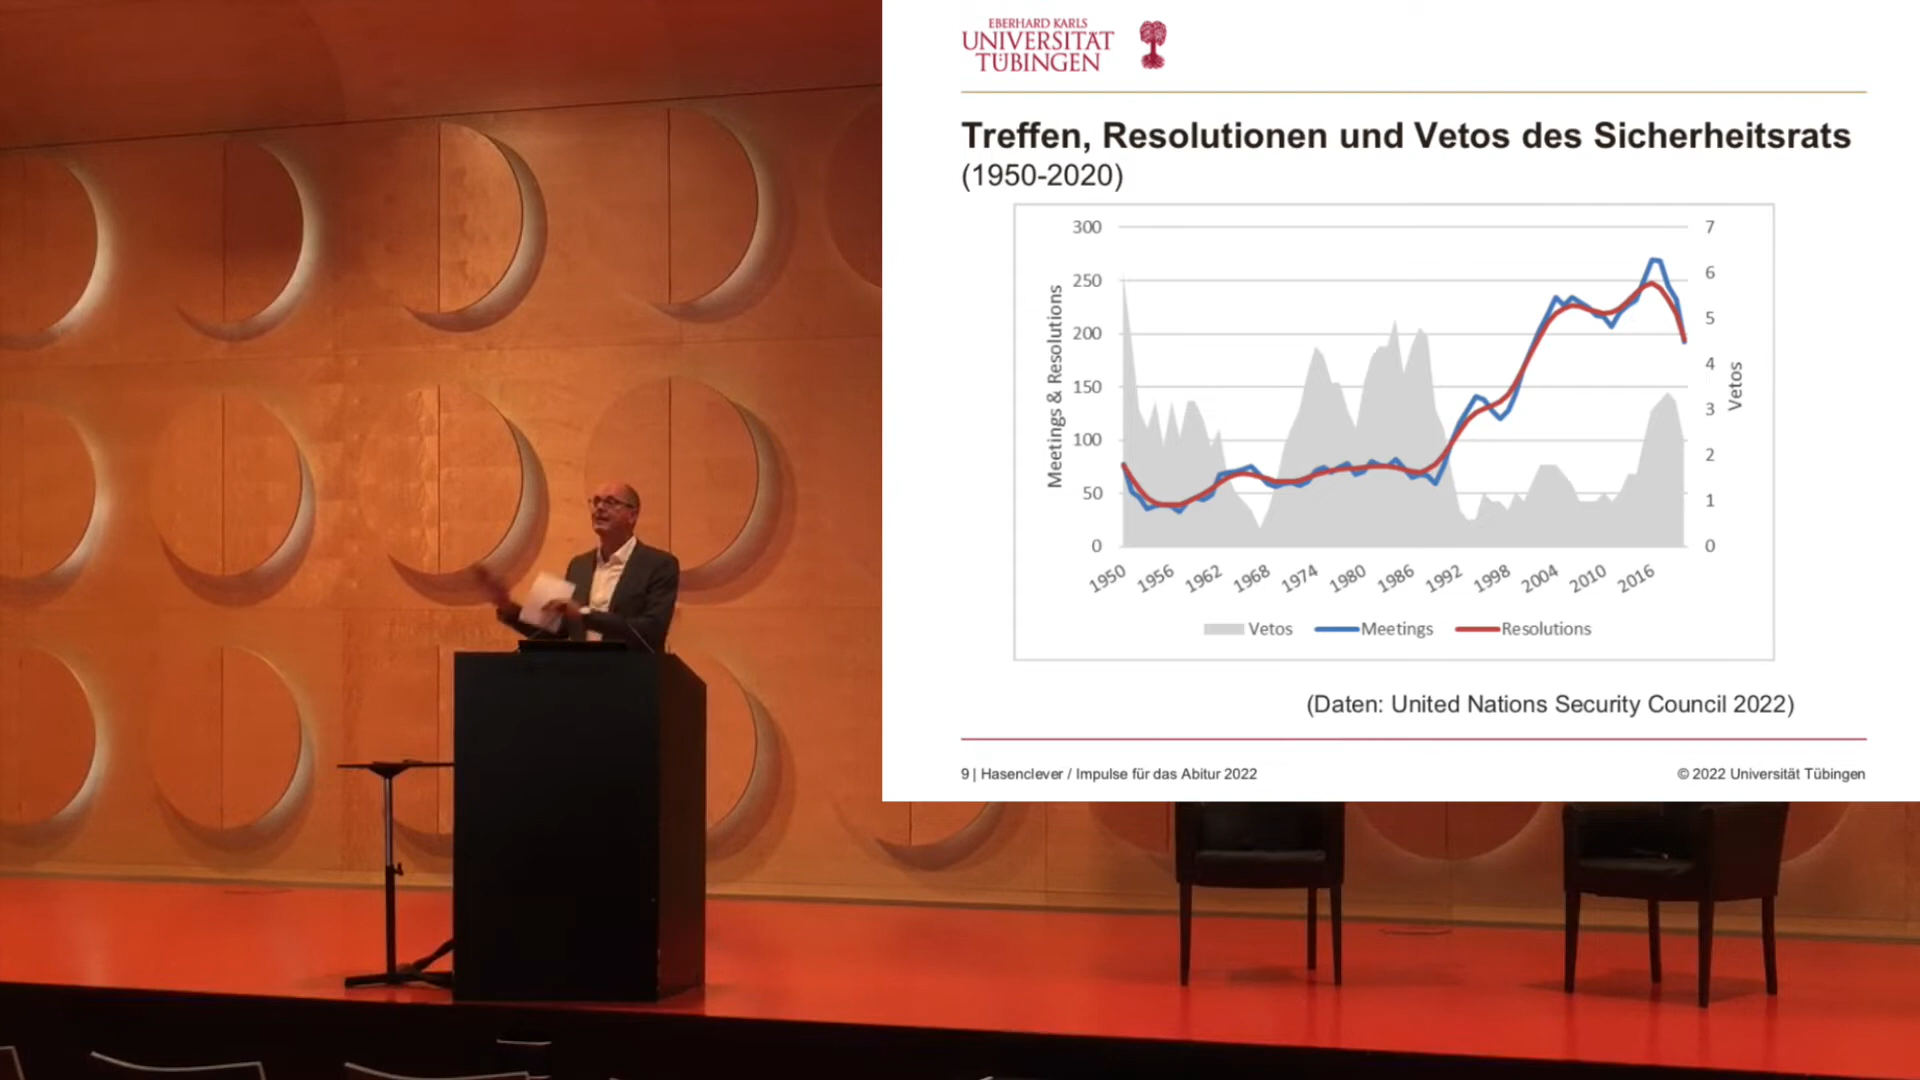 EBERHARD KARLS
UNIVERSITÄT
TÜBINGEN
Treffen, Resolutionen und Vetos des Sicherheitsrats
(1950-2020)
Meetings & Resolutions
300
250
200
150
100
50
0
7
6
5
4
3
2
1
0
Vetos
1950 1956 1962 1968 1974 1980 1986 1992 1998 2004 2010 2016
Vetos Meetings Resolutions
(Daten: United Nations Security Council 2022)
9 | Hasenclever / Impulse für das Abitur 2022 © 2022 Universität Tübingen